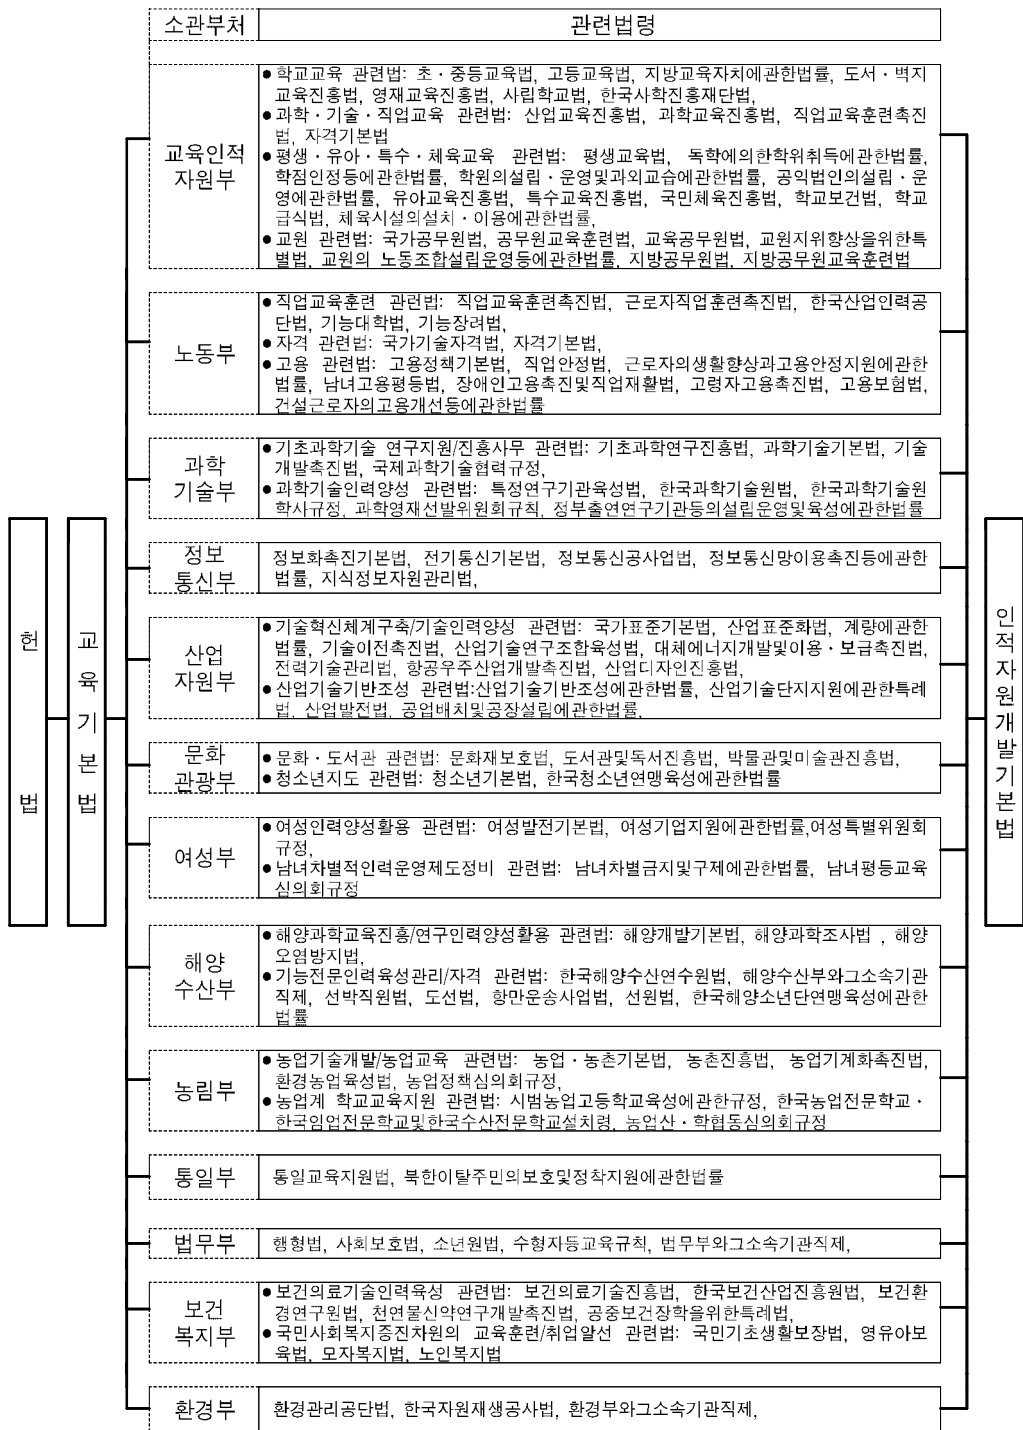 소관부처 관련법령
교육인적
자원부
● 학교교육 관련법: 초・중등교육법, 고등교육법, 지방교육자치에관한법률, 도서・벽지
교육진흥법, 영재교육진흥법, 사립학교법, 한국사학진흥재단법,
● 과학・기술・직업교육 관련법: 산업교육진흥법, 과학교육진흥법, 직업교육훈련촉진
법, 자격기본법
● 평생・유아・특수・체육교육 관련법: 평생교육법, 독학에의한학위취득에관한법률,
학점인정등에관한법률, 학원의설립・운영및과외교습에관한법률, 공익법인의설립・운
영에관한법률, 유아교육진흥법, 특수교육진흥법, 국민체육진흥법, 학교보건법, 학교
급식법, 체육시설의설치・이용에관한법률,
● 교원 관련법: 국가공무원법, 공무원교육훈련법, 교육공무원법, 교원지위향상을위한특
별법, 교원의 노동조합설립운영등에관한법률, 지방공무원법, 지방공무원교육훈련법
노동부
● 직업교육훈련 관련법: 직업교육훈련촉진법, 근로자직업훈련촉진법, 한국산업인력공
단법, 기능대학법, 기능장려법,
● 자격 관련법: 국가기술자격법, 자격기본법,
● 고용 관련법: 고용정책기본법, 직업안정법, 근로자의생활향상과고용안정지원에관한
법률, 남녀고용평등법, 장애인고용촉진및직업재활법, 고령자고용촉진법, 고용보험법,
건설근로자의고용개선등에관한법률
과학
기술부
● 기초과학기술 연구지원/진흥사무 관련법: 기초과학연구진흥법, 과학기술기본법, 기술
개발촉진법, 국제과학기술협력규정,
● 과학기술인력양성 관련법: 특정연구기관육성법, 한국과학기술원법, 한국과학기술원
학사규정, 과학영재선발위원회규칙, 정부출연연구기관등의설립운영및육성에관한법률
정보
통신부
정보화촉진기본법, 전기통신기본법, 정보통신공사업법, 정보통신망이용촉진등에관한
법률, 지식정보자원관리법,
산업
자원부
● 기술혁신체계구축/기술인력양성 관련법: 국가표준기본법, 산업표준화법, 계량에관한
법률, 기술이전촉진법, 산업기술연구조합육성법, 대체에너지개발및이용・보급촉진법,
전력기술관리법, 항공우주산업개발촉진법, 산업디자인진흥법,
● 산업기술기반조성 관련법:산업기술기반조성에관한법률, 산업기술단지지원에관한특례
법, 산업발전법, 공업배치및공장설립에관한법률,
문화
관광부
● 문화・도서관 관련법: 문화재보호법, 도서관및독서진흥법, 박물관및미술관진흥법,
● 청소년지도 관련법: 청소년기본법, 한국청소년연맹육성에관한법률
여성부
● 여성인력양성활용 관련법: 여성발전기본법, 여성기업지원에관한법률,여성특별위원회
규정,
● 남녀차별적인력운영제도정비 관련법: 남녀차별금지및구제에관한법률, 남녀평등교육
심의회규정
해양
수산부
● 해양과학교육진흥/연구인력양성활용 관련법: 해양개발기본법, 해양과학조사법 , 해양
오염방지법,
● 기능전문인력육성관리/자격 관련법: 한국해양수산연수원법, 해양수산부와그소속기관
직제, 선박직원법, 도선법, 항만운송사업법, 선원법, 한국해양소년단연맹육성에관한
법률
농림부
● 농업기술개발/농업교육 관련법: 농업・농촌기본법, 농촌진흥법, 농업기계화촉진법,
환경농업육성법, 농업정책심의회규정,
● 농업계 학교교육지원 관련법: 시범농업고등학교육성에관한규정, 한국농업전문학교・
한국임업전문학교및한국수산전문학교설치령, 농업산・학협동심의회규정
통일부
통일교육지원법, 북한이탈주민의보호및정착지원에관한법률
법무부
행형법, 사회보호법, 소년원법, 수형자등교육규칙, 법무부와그소속기관직제,
보건
복지부
● 보건의료기술인력육성 관련법: 보건의료기술진흥법, 한국보건산업진흥원법, 보건환
경연구원법, 천연물신약연구개발촉진법, 공중보건장학을위한특례법,
● 국민사회복지증진차원의 교육훈련/취업알선 관련법: 국민기초생활보장법, 영유아보
육법, 모자복지법, 노인복지법
환경부
환경관리공단법, 한국자원재생공사법, 환경부와그소속기관직제,
헌법
교육기본법
인적자원개발기본법